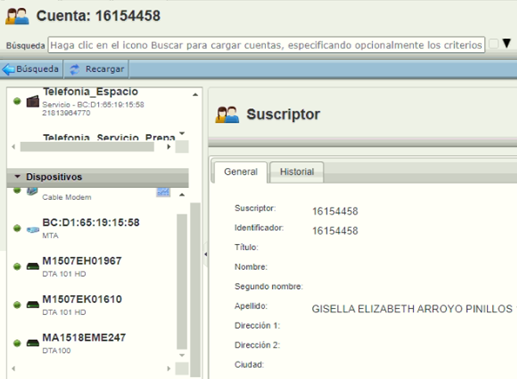 Cuenta: 16154458
Búsqueda
Haga clic en el icono Buscar para cargar cuentas, especificando opcionalmente los criterios
Búsqueda
Recargar
Telefonia_Espacio
Servicio - BC:D1:65:19:15:58
21813964770
Telefonia_Servicio_Prepa
Dispositivos
Cable Modem
BC:D1:65:19:15:58
MTA
M1507EH01967
DTA 101 HD
M1507EK01610
DTA 101 HD
MA1518EME247
DTA100
Suscriptor
General
Historial
Suscriptor: 16154458
Identificador: 16154458
Título:
Nombre:
Segundo nombre:
Apellido: GISELLA ELIZABETH ARROYO PINILLOS
Dirección 1:
Dirección 2:
Ciudad: